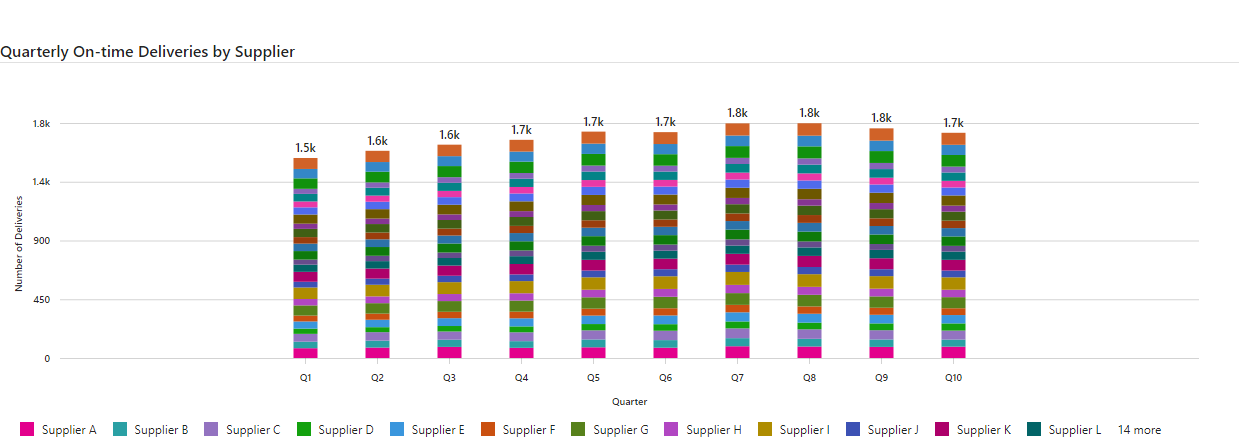 Quarterly On-time Deliveries by Supplier
1.5k 1.6k 1.6k 1.7k 1.7k 1.7k 1.8k 1.8k 1.8k 1.7k
1.8k
1.4k
900
450
0
Number of Deliveries
Q1 Q2 Q3 Q4 Q5 Q6 Q7 Q8 Q9 Q10
Quarter
Supplier A Supplier B Supplier C Supplier D Supplier E Supplier F Supplier G Supplier H Supplier I Supplier J Supplier K Supplier L 14 more